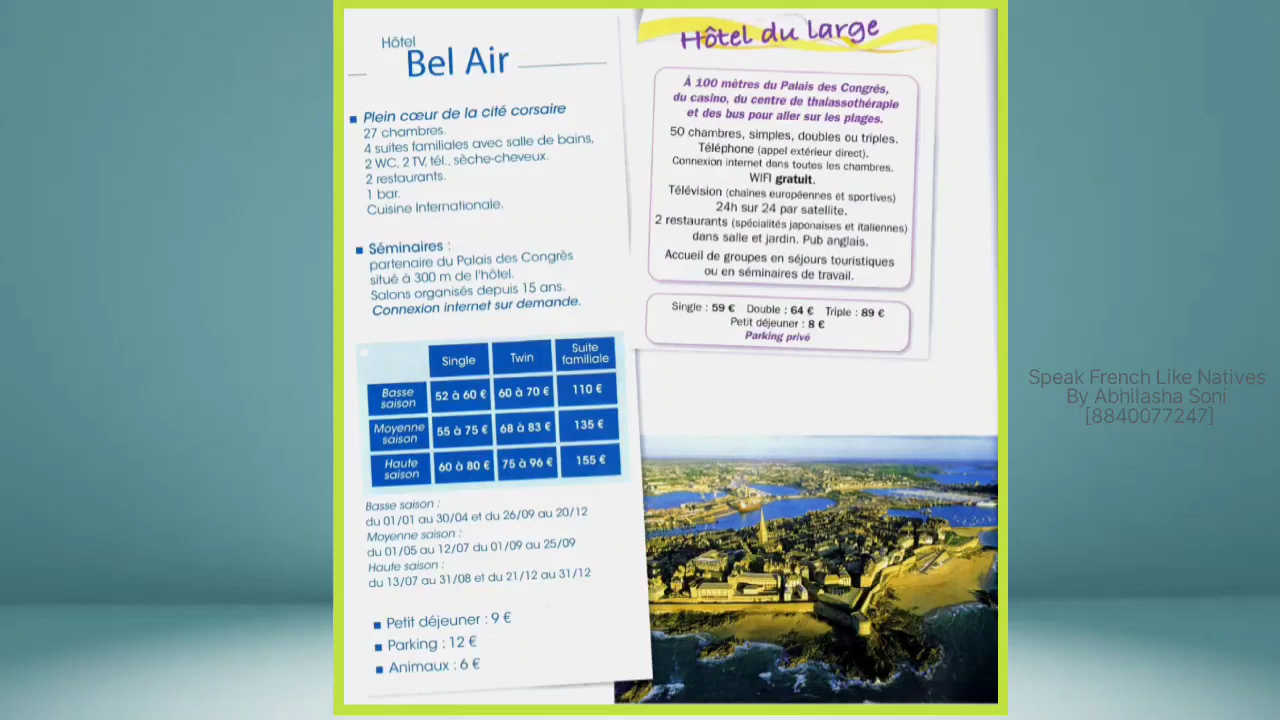 Hôtel
Bel Air
Plein cœur de la cité corsaire
27 chambres.
4 suites familiales avec salle de bains,
2 WC, 2 TV, tél., sèche-cheveux.
2 restaurants.
1 bar.
Cuisine Internationale.
Séminaires :
partenaire du Palais des Congrès
situé à 300 m de l'hôtel.
Salons organisés depuis 15 ans.
Connexion internet sur demande.
Single Twin Suite familiale
Basse saison 52 à 60 € 60 à 70 € 110 €
Moyenne saison 55 à 75 € 68 à 83 € 135 €
Haute saison 60 à 80 € 75 à 96 € 155 €
Basse saison :
du 01/01 au 30/04 et du 26/09 au 20/12
Moyenne saison :
du 01/05 au 12/07 du 01/09 au 25/09
Haute saison :
du 13/07 au 31/08 et du 21/12 au 31/12
Petit déjeuner : 9 €
Parking : 12 €
Animaux : 6 €
Hôtel du large
À 100 mètres du Palais des Congrès,
du casino, du centre de thalassothérapie
et des bus pour aller sur les plages.
50 chambres, simples, doubles ou triples.
Téléphone (appel extérieur direct).
Connexion internet dans toutes les chambres.
WIFI gratuit.
Télévision (chaînes européennes et sportives)
24h sur 24 par satellite.
2 restaurants (spécialités japonaises et italiennes)
dans salle et jardin. Pub anglais.
Accueil de groupes en séjours touristiques
ou en séminaires de travail.
Single : 59 € Double : 64 € Triple : 89 €
Petit déjeuner : 8 €
Parking privé
Speak French Like Natives
By Abhilasha Soni
[8840077247]